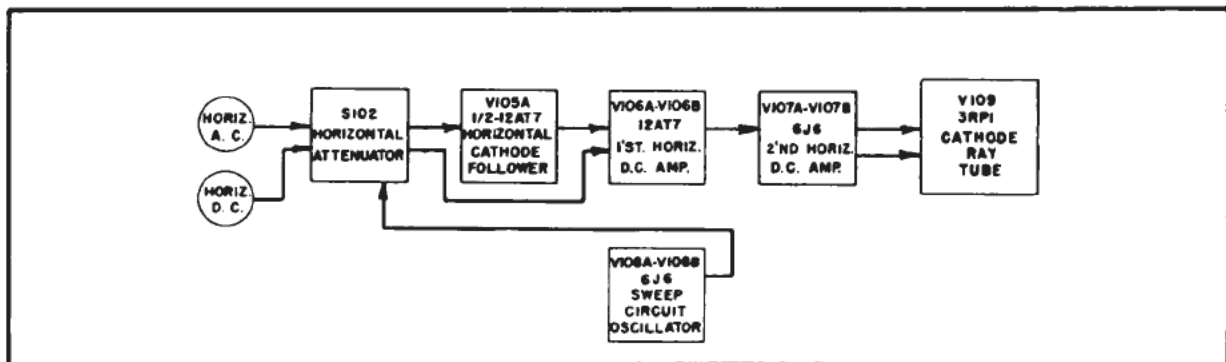 HORIZ.
A. C.
HORIZ.
D. C.
S102
HORIZONTAL
ATTENUATOR
V105A
1/2-12AT7
HORIZONTAL
CATHODE
FOLLOWER
V106A-V106B
12AT7
1'ST. HORIZ.
D.C. AMP.
V107A-V107B
6J6
2'ND HORIZ.
D.C. AMP.
V109
3RP1
CATHODE
RAY
TUBE
V108A-V108B
6J6
SWEEP
CIRCUIT
OSCILLATOR